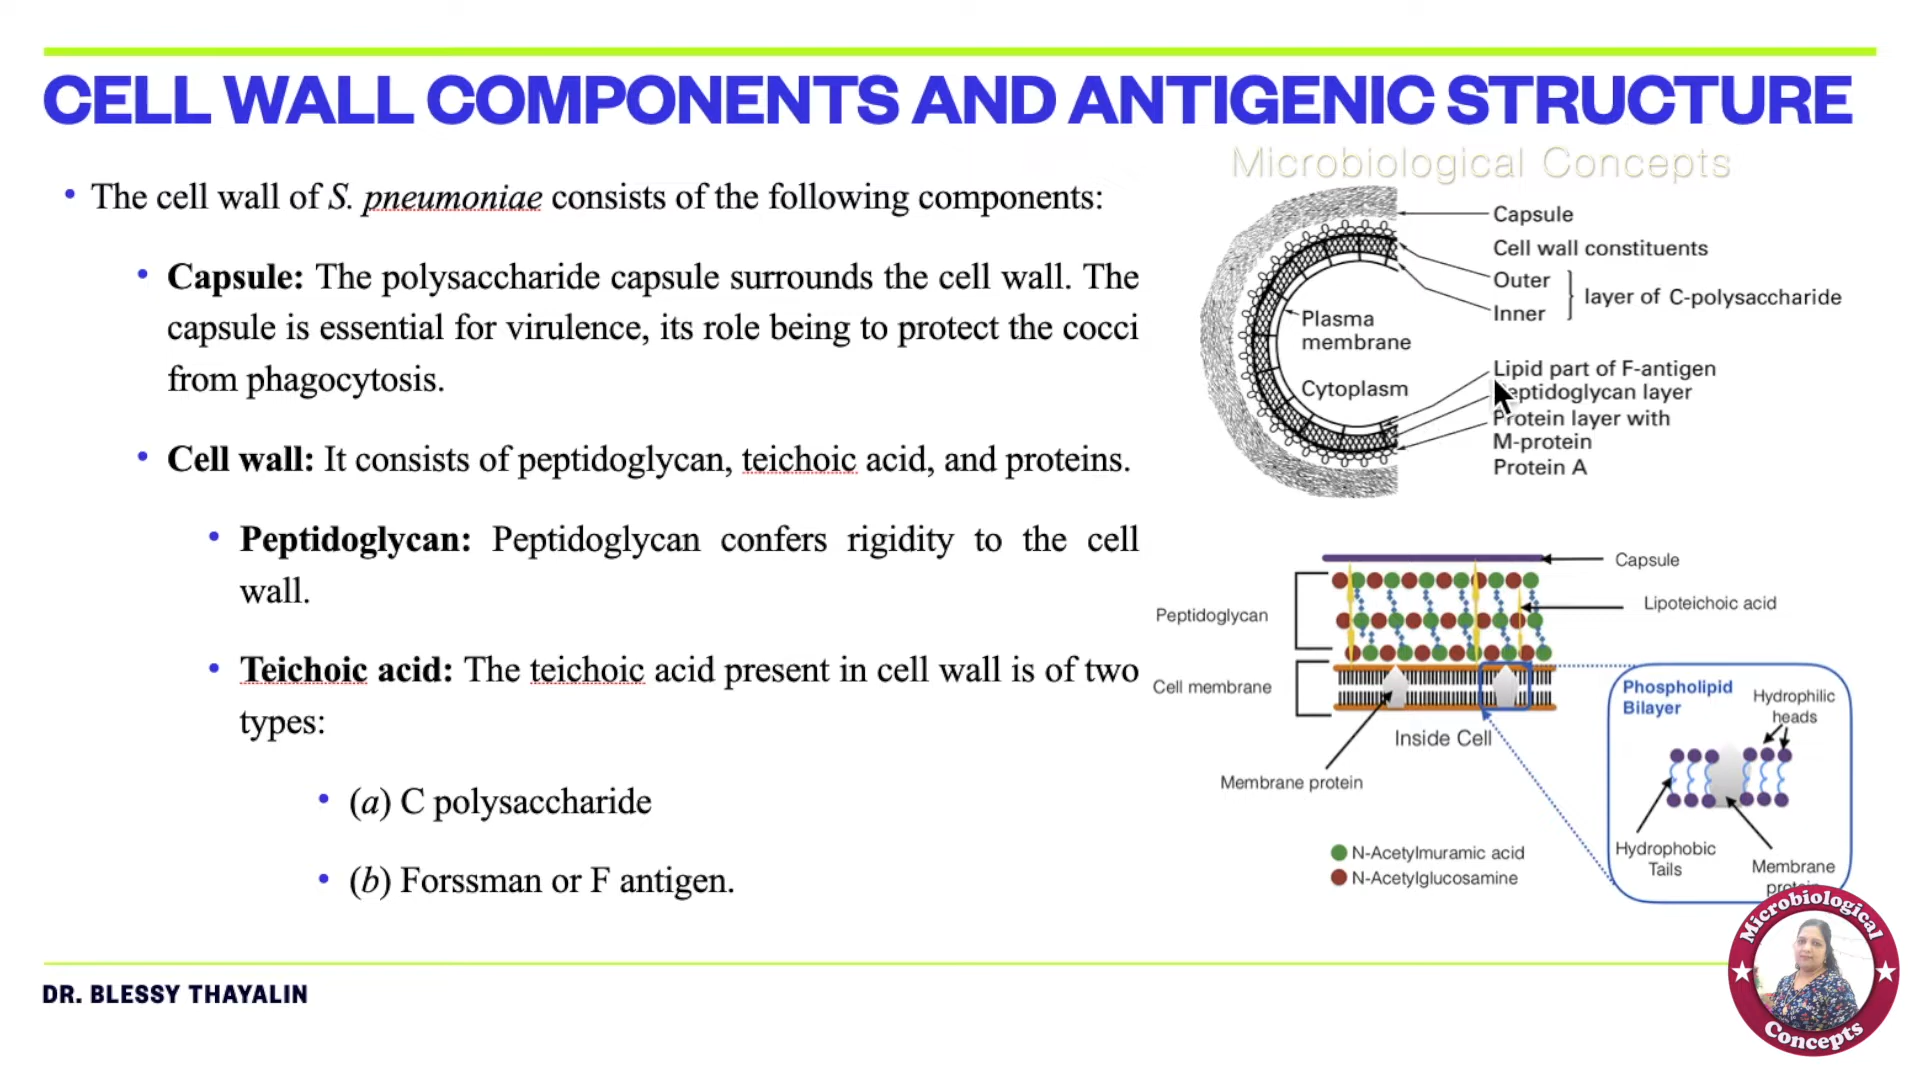 CELL WALL COMPONENTS AND ANTIGENIC STRUCTURE
Microbiological Concepts
• The cell wall of S. pneumoniae consists of the following components:
• Capsule: The polysaccharide capsule surrounds the cell wall. The
capsule is essential for virulence, its role being to protect the cocci
from phagocytosis.
• Cell wall: It consists of peptidoglycan, teichoic acid, and proteins.
• Peptidoglycan: Peptidoglycan confers rigidity to the cell
wall.
• Teichoic acid: The teichoic acid present in cell wall is of two
types:
• (a) C polysaccharide
• (b) Forssman or F antigen.
Capsule
Cell wall constituents
Outer
Inner
layer of C-polysaccharide
Plasma
membrane
Cytoplasm
Lipid part of F-antigen
eptidoglycan layer
Protein layer with
M-protein
Protein A
Capsule
Peptidoglycan
Lipoteichoic acid
Cell membrane
Inside Cell
Membrane protein
N-Acetylmuramic acid
N-Acetylglucosamine
Phospholipid
Bilayer
Hydrophilic
heads
Hydrophobic
Tails
Membrane
DR. BLESSY THAYALIN
Microbiological
Concepts